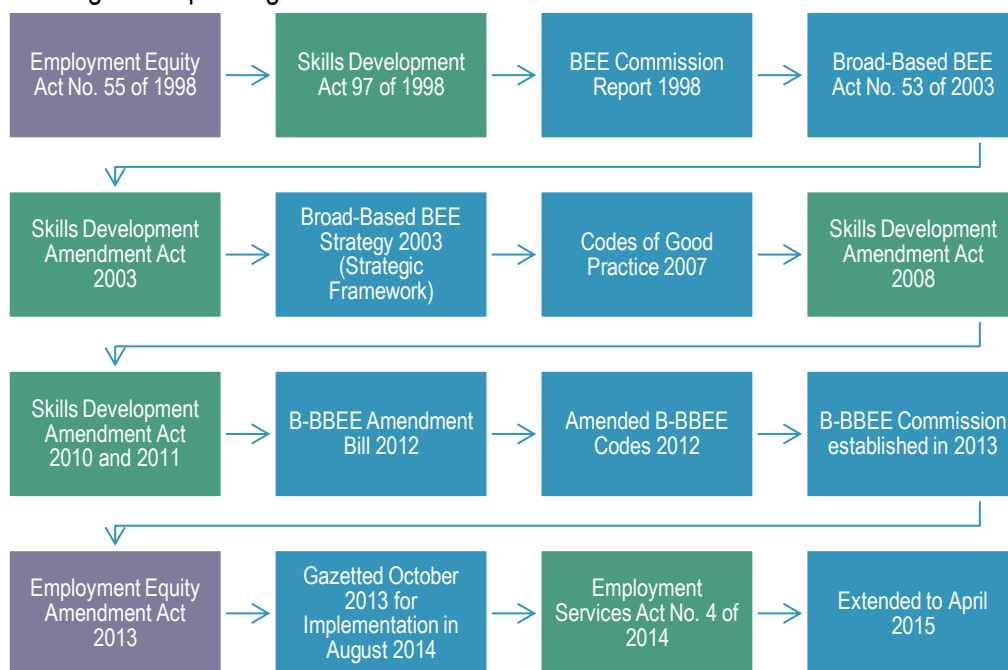 Employment Equity
Act No. 55 of 1998
Skills Development
Act 97 of 1998
BEE Commission
Report 1998
Broad-Based BEE
Act No. 53 of 2003
Skills Development
Amendment Act
2003
Broad-Based BEE
Strategy 2003
(Strategic
Framework)
Codes of Good
Practice 2007
Skills Development
Amendment Act
2008
Skills Development
Amendment Act
2010 and 2011
B-BBEE Amendment
Bill 2012
Amended B-BBEE
Codes 2012
B-BBEE Commission
established in 2013
Employment Equity
Amendment Act
2013
Gazetted October
2013 for
Implementation in
August 2014
Employment
Services Act No. 4 of
2014
Extended to April
2015